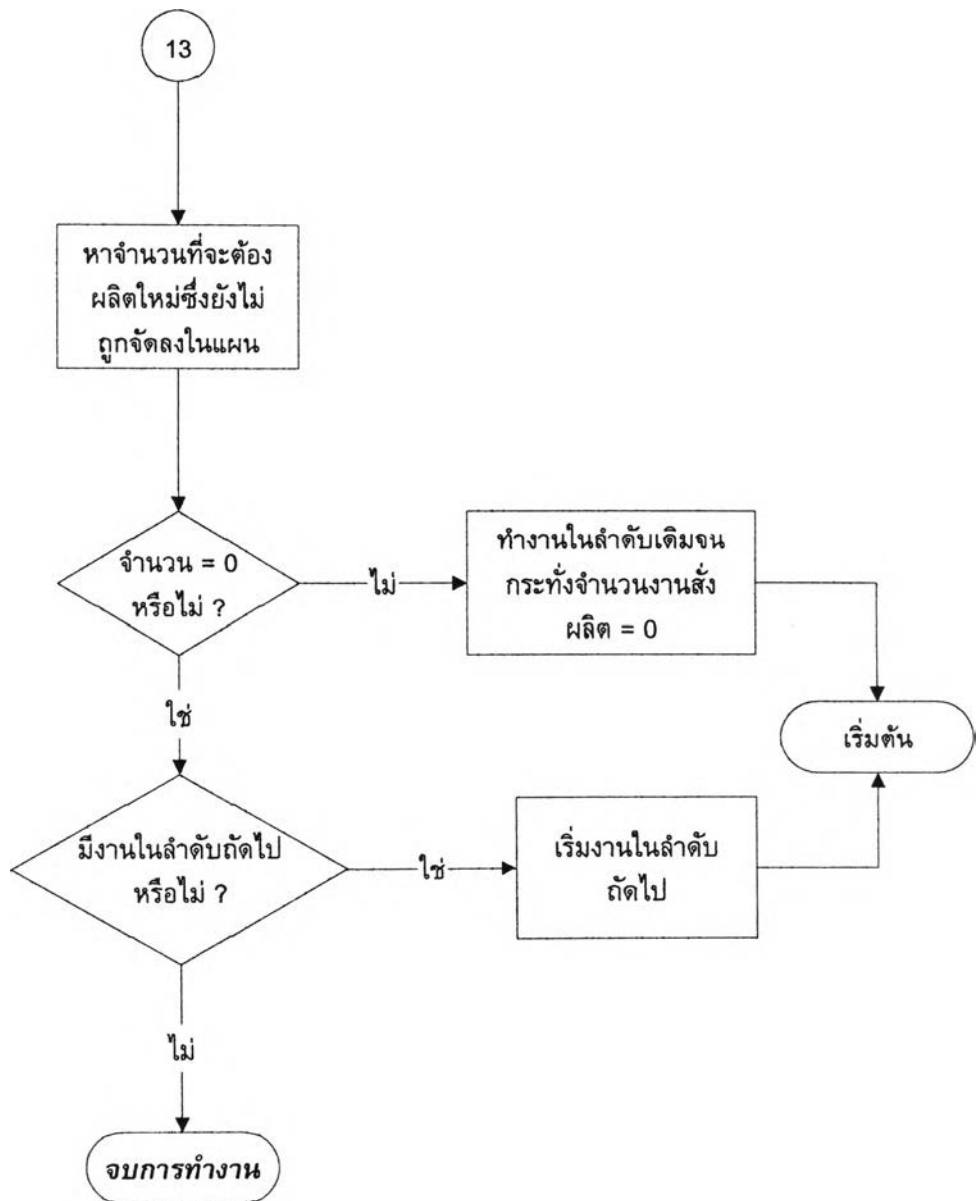 13
หาจำนวนที่จะต้อง
ผลิตใหม่ซึ่งยังไม่
ถูกจัดลงในแผน
จำนวน = 0
หรือไม่ ?
ไม่
ทำงานในลำดับเดิมจน
กระทั่งจำนวนงานสั่ง
ผลิต = 0
ใช่
เริ่มต้น
มีงานในลำดับถัดไป
หรือไม่ ?
ใช่
เริ่มงานในลำดับ
ถัดไป
ไม่
จบการทำงาน